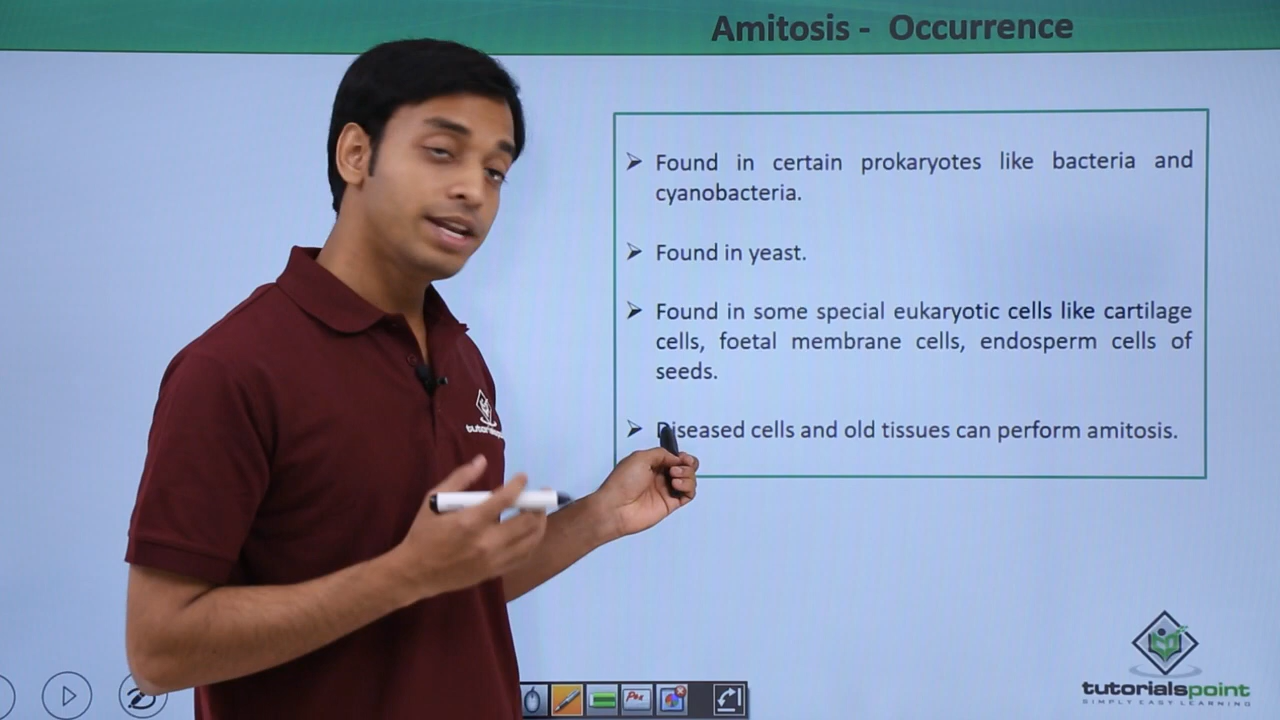 Amitosis - Occurrence
Found in certain prokaryotes like bacteria and
cyanobacteria.
Found in yeast.
Found in some special eukaryotic cells like cartilage
cells, foetal membrane cells, endosperm cells of
seeds.
Diseased cells and old tissues can perform amitosis.
tutorialspoint
SIMPLY EASY LEARNING